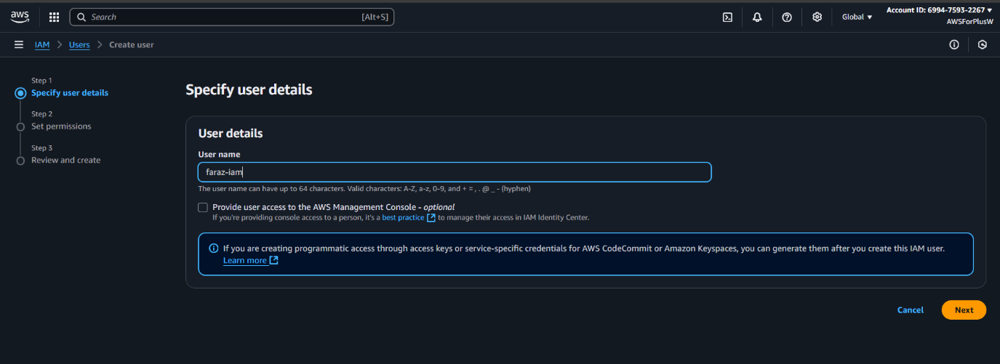 aws
Search
[Alt+S]
Global
Account ID: 6994-7593-2267
AWSForPlusW
IAM > Users > Create user
Step 1
Specify user details
Step 2
Set permissions
Step 3
Review and create
Specify user details
User details
User name
faraz-iam
The user name can have up to 64 characters. Valid characters: A-Z, a-z, 0-9, and + = , . @ _ - (hyphen)
Provide user access to the AWS Management Console - optional
If you're providing console access to a person, it's a best practice to manage their access in IAM Identity Center.
If you are creating programmatic access through access keys or service-specific credentials for AWS CodeCommit or Amazon Keyspaces, you can generate them after you create this IAM user.
Learn more
Cancel
Next